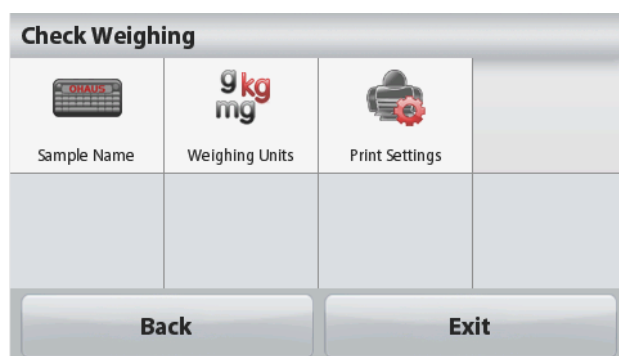 Check Weighing
OHAUS
g kg
mg
Sample Name
Weighing Units
Print Settings
Back
Exit